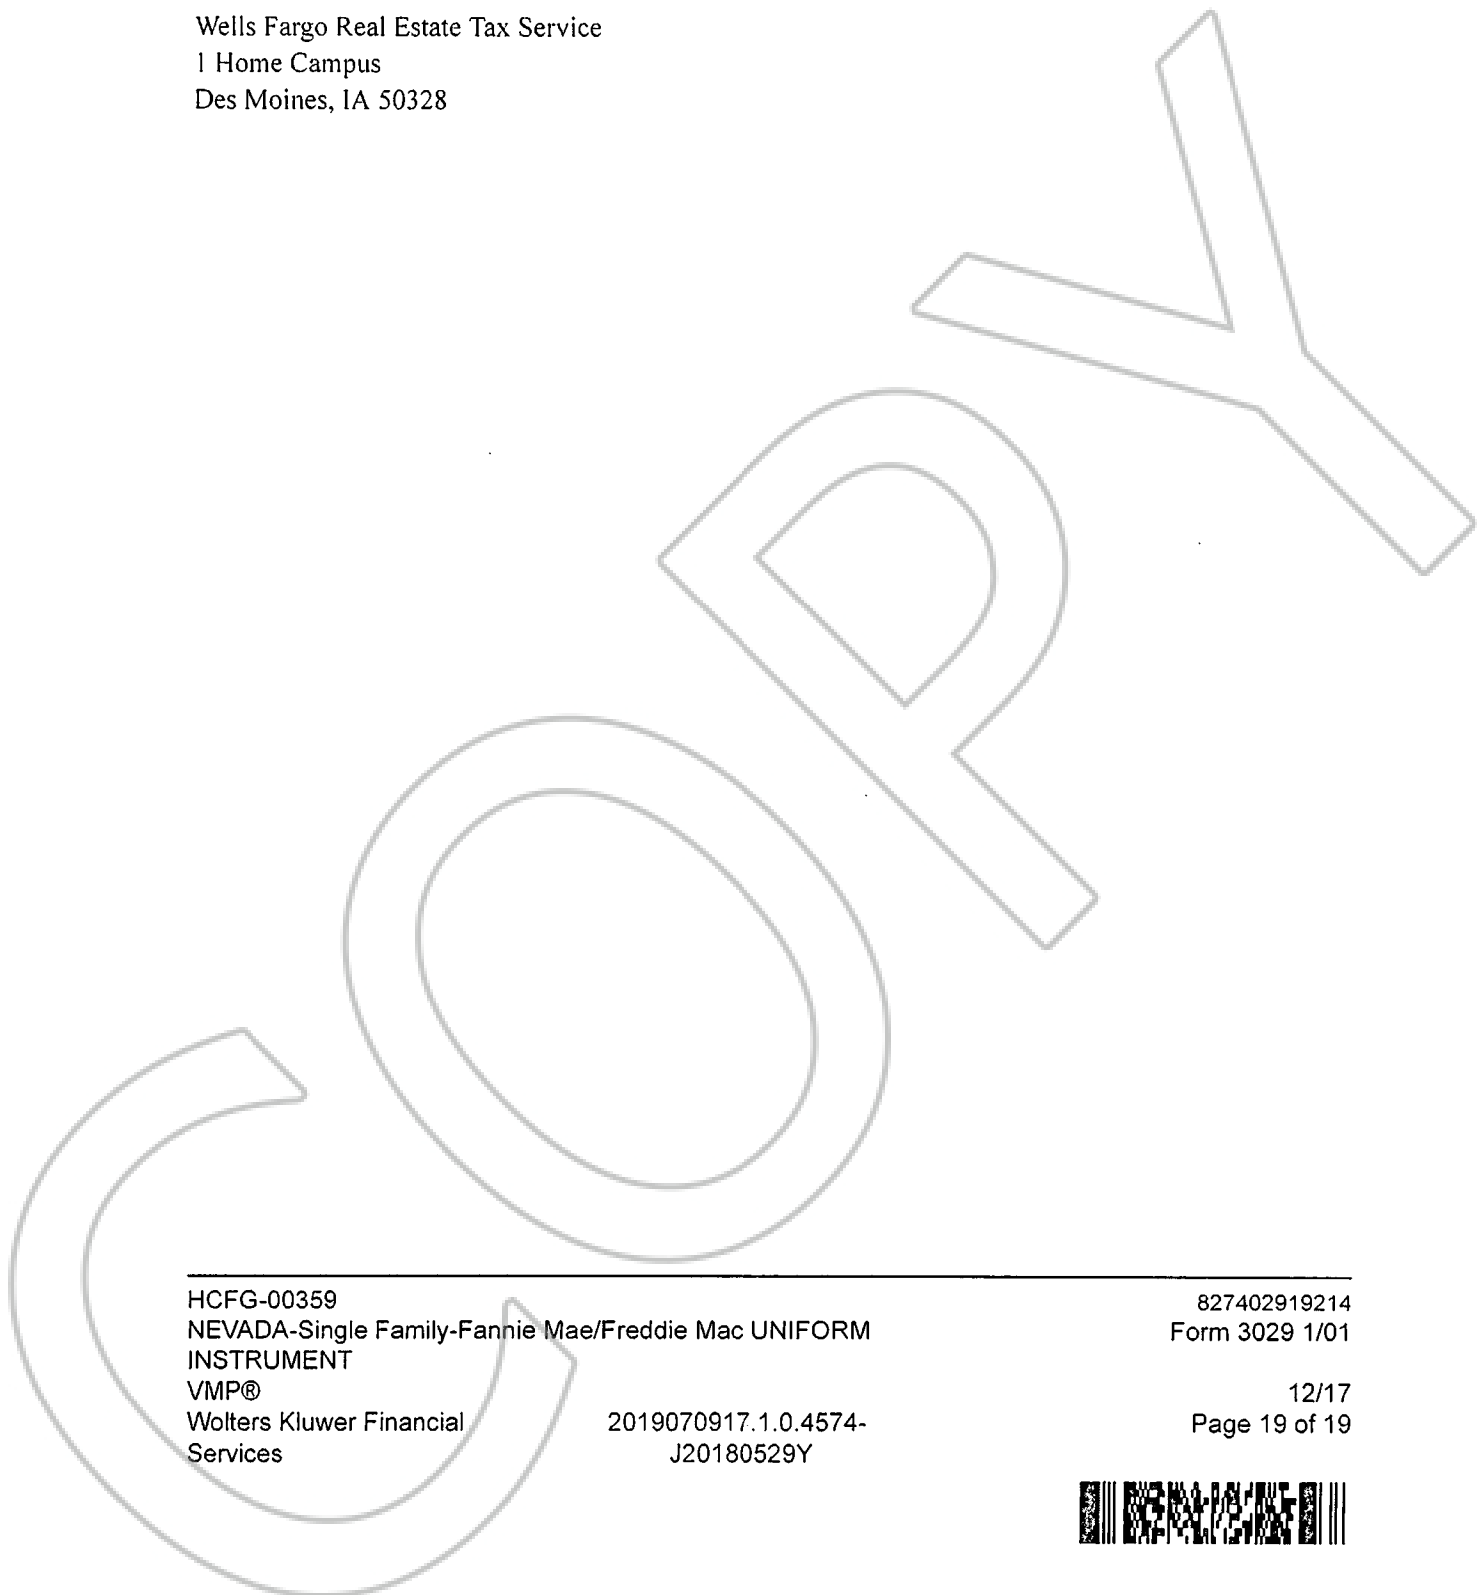 Wells Fargo Real Estate Tax Service
1 Home Campus
Des Moines, IA 50328
COPY
HCFG-00359 827402919214
NEVADA-Single Family-Fannie Mae/Freddie Mac UNIFORM Form 3029 1/01
INSTRUMENT
VMP® 12/17
Wolters Kluwer Financial 2019070917.1.0.4574- Page 19 of 19
Services J20180529Y